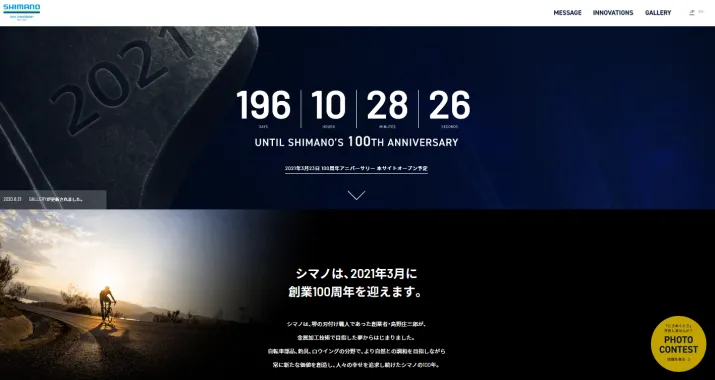 SHIMANO
MESSAGE INNOVATIONS GALLERY JP EN
2021
196 10 28 26
DAYS HOURS MINUTES SECONDS
UNTIL SHIMANO'S 100TH ANNIVERSARY
2021年3月23日 100周年アニバーサリー 本サイトオープン予定
2020.8.31 GALLERYが更新されました。
シマノは、2021年3月に
創業100周年を迎えます。
シマノは、堺の刃付け職人であった創業者・島野庄三郎が、
金属加工技術で目指した夢からはじまりました。
自転車部品、釣具、ロウイングの分野で、より自然との調和を目指しながら
常に新たな価値を創造し、人々の幸せを追求し続けたシマノの100年。
PHOTO
CONTEST